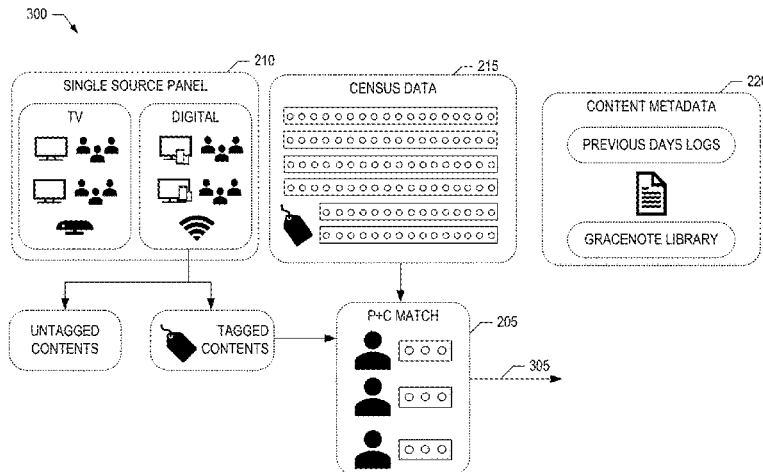 300
210
SINGLE SOURCE PANEL
TV
DIGITAL
215
CENSUS DATA
220
CONTENT METADATA
PREVIOUS DAYS LOGS
GRACENOTE LIBRARY
UNTAGGED
CONTENTS
TAGGED
CONTENTS
P+C MATCH
205
305